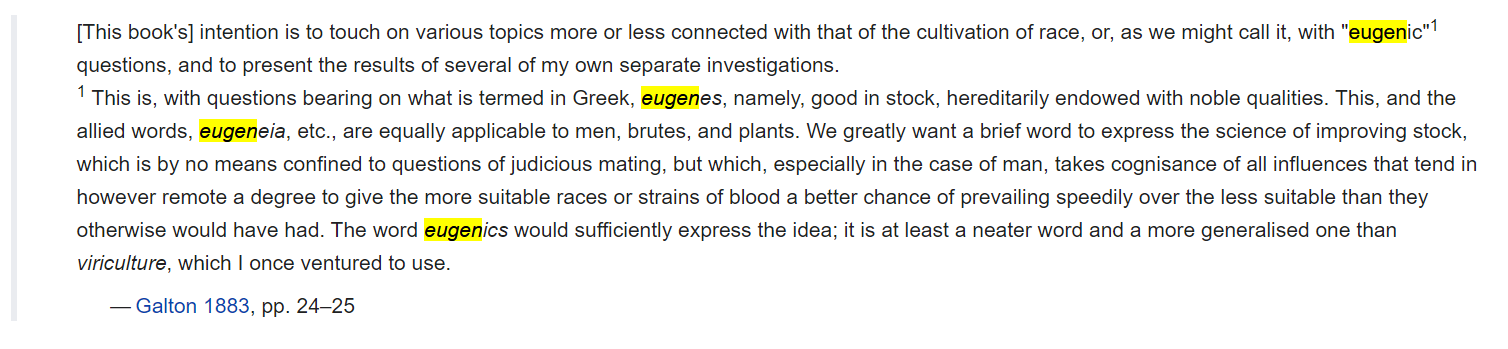 [This book's] intention is to touch on various topics more or less connected with that of the cultivation of race, or, as we might call it, with "eugenic"1
questions, and to present the results of several of my own separate investigations.
1 This is, with questions bearing on what is termed in Greek, eugenes, namely, good in stock, hereditarily endowed with noble qualities. This, and the
allied words, eugeneia, etc., are equally applicable to men, brutes, and plants. We greatly want a brief word to express the science of improving stock,
which is by no means confined to questions of judicious mating, but which, especially in the case of man, takes cognisance of all influences that tend in
however remote a degree to give the more suitable races or strains of blood a better chance of prevailing speedily over the less suitable than they
otherwise would have had. The word eugenics would sufficiently express the idea; it is at least a neater word and a more generalised one than
viriculture, which I once ventured to use.
— Galton 1883, pp. 24–25